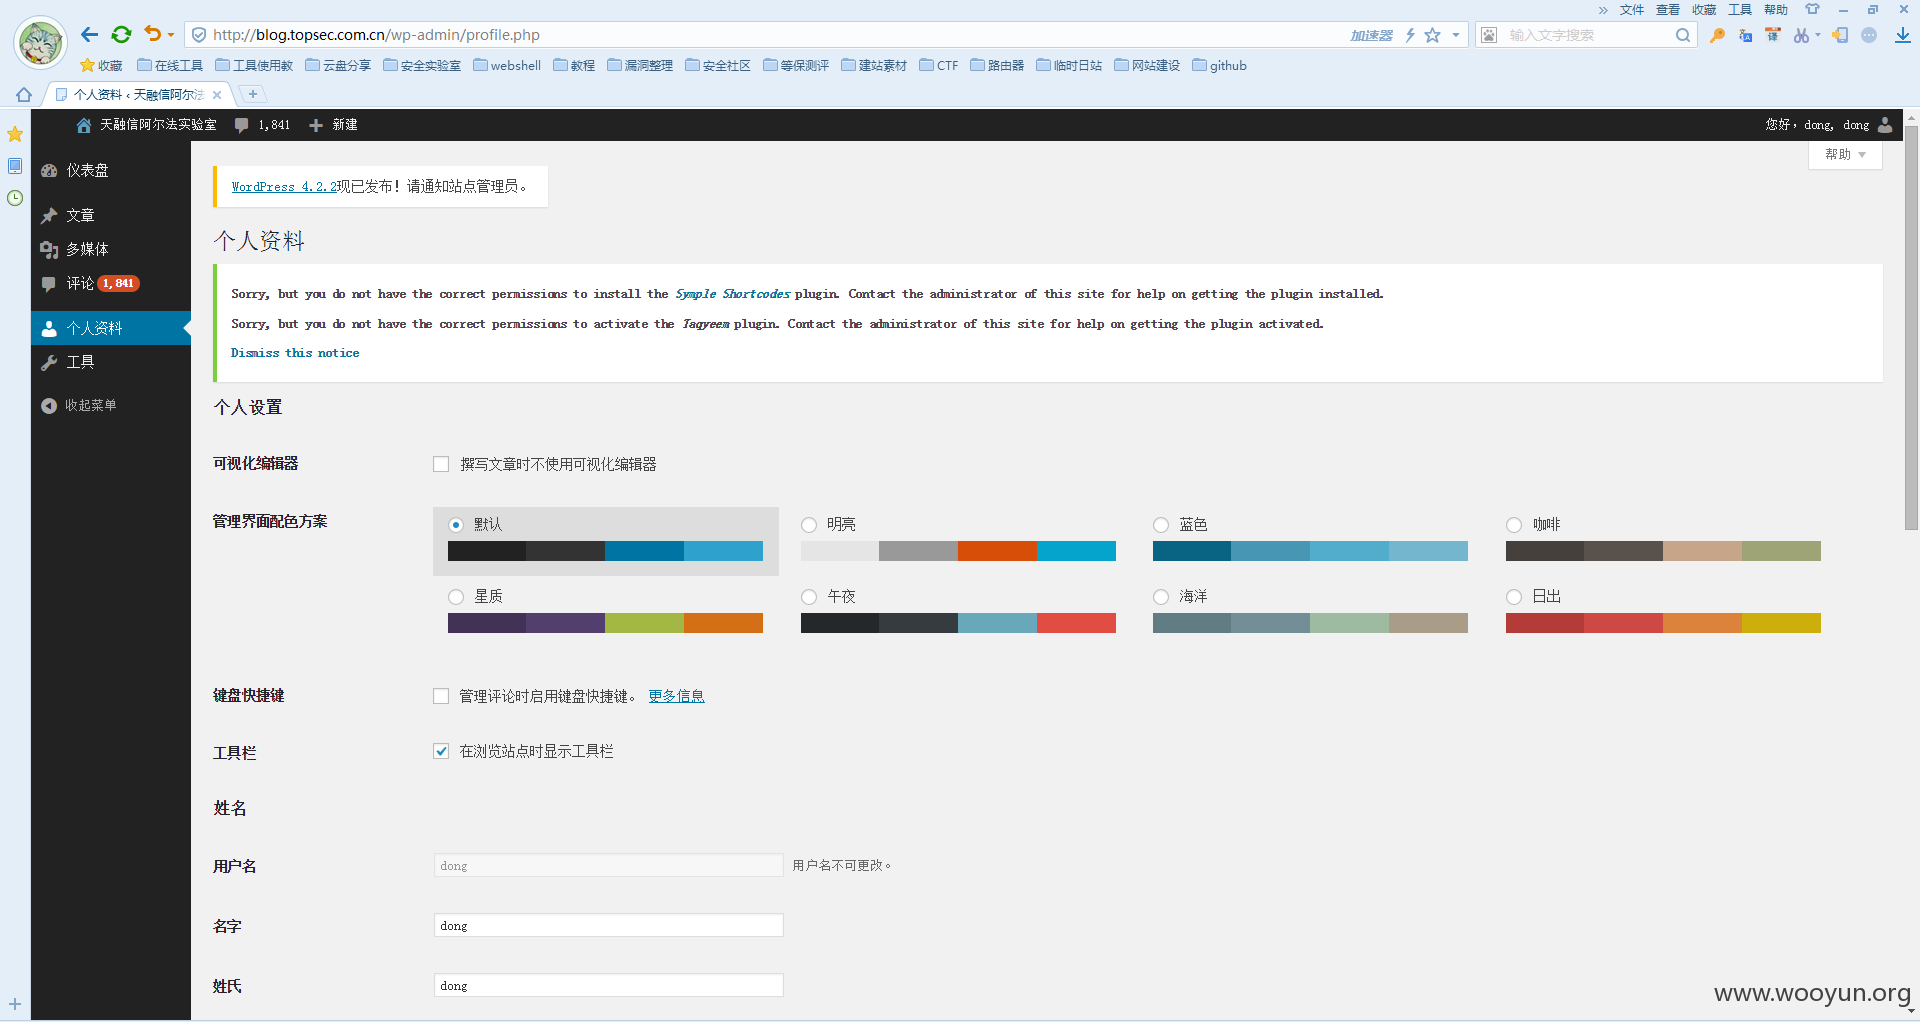 » 文件 查看 收藏 工具 帮助
http://blog.topsec.com.cn/wp-admin/profile.php 加速器 输入文字搜索
收藏 在线工具 工具使用教 云盘分享 安全实验室 webshell 教程 漏洞整理 安全社区 等保测评 建站素材 CTF 路由器 临时日站 网站建设 github
个人资料 ‹ 天融信阿尔法
天融信阿尔法实验室 1,841 新建 您好，dong, dong
帮助
仪表盘
文章
多媒体
评论 1,841
个人资料
工具
收起菜单
WordPress 4.2.2现已发布！请通知站点管理员。
个人资料
Sorry, but you do not have the correct permissions to install the Symple Shortcodes plugin. Contact the administrator of this site for help on getting the plugin installed.
Sorry, but you do not have the correct permissions to activate the Taqyeem plugin. Contact the administrator of this site for help on getting the plugin activated.
Dismiss this notice
个人设置
可视化编辑器 撰写文章时不使用可视化编辑器
管理界面配色方案 默认 明亮 蓝色 咖啡
星质 午夜 海洋 日出
键盘快捷键 管理评论时启用键盘快捷键。 更多信息
工具栏 在浏览站点时显示工具栏
姓名
用户名 dong 用户名不可更改。
名字 dong
姓氏 dong
www.wooyun.org